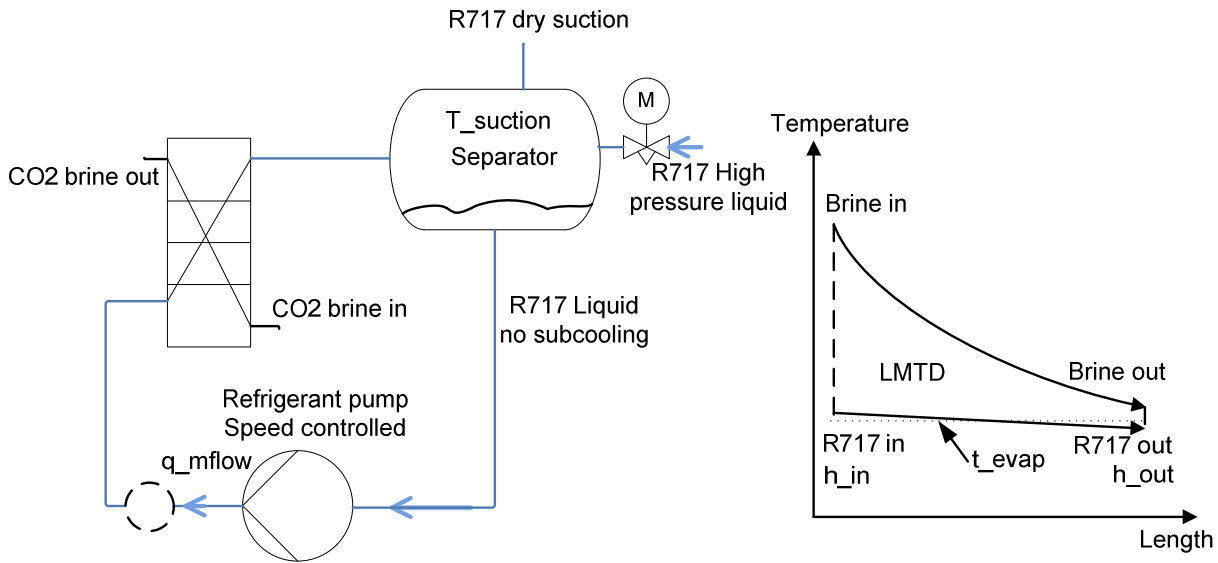 R717 dry suction
M
T_suction
Separator
CO2 brine out
R717 High
pressure liquid
CO2 brine in
R717 Liquid
no subcooling
Refrigerant pump
Speed controlled
q_mflow
Temperature
Brine in
LMTD
Brine out
R717 in
h_in
t_evap
R717 out
h_out
Length